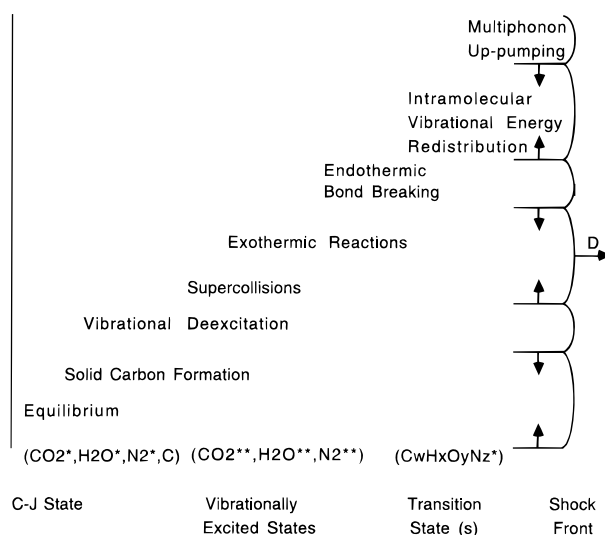 Multiphonon
Up-pumping
Intramolecular
Vibrational Energy
Redistribution
Endothermic
Bond Breaking
Exothermic Reactions
D
Supercollisions
Vibrational Deexcitation
Solid Carbon Formation
Equilibrium
(CO2*,H2O*,N2*,C) (CO2**,H2O**,N2**) (CwHxOyNz*)
C-J State Vibrationally Transition Shock
Excited States State (s) Front